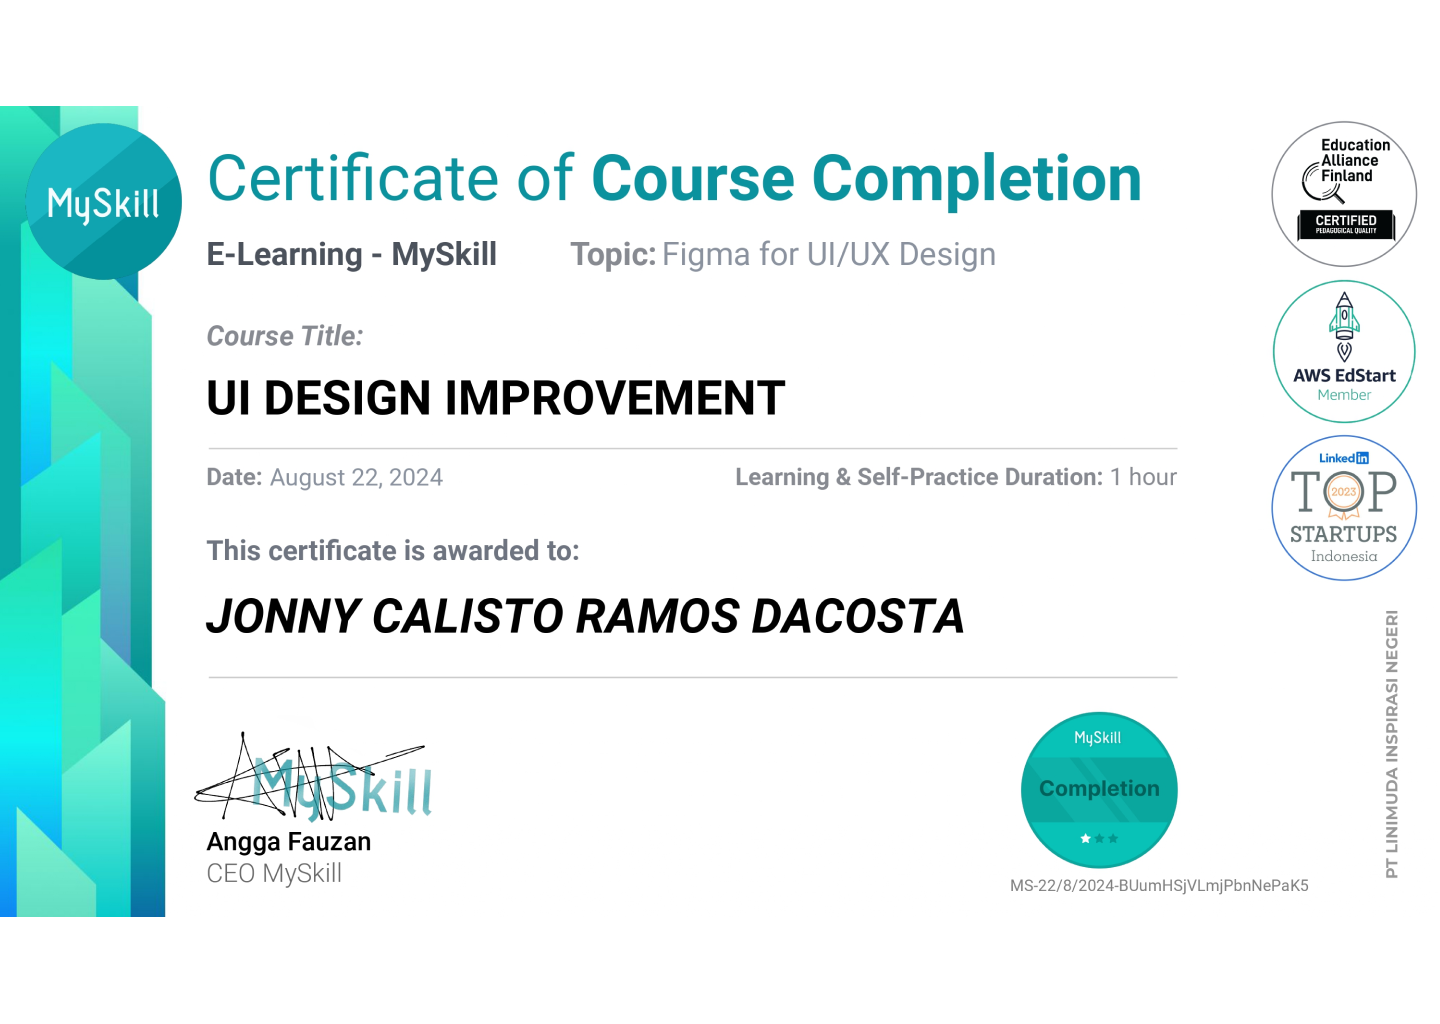 MySkill
Certificate of Course Completion
E-Learning - MySkill
Topic: Figma for UI/UX Design
Course Title:
UI DESIGN IMPROVEMENT
Date: August 22, 2024
Learning & Self-Practice Duration: 1 hour
This certificate is awarded to:
JONNY CALISTO RAMOS DACOSTA
MySkill
Angga Fauzan
CEO MySkill
MySkill
Completion
MS-22/8/2024-BUumHSjVLmjPbnNePaK5
Education
Alliance
Finland
CERTIFIED
PEDAGOGICAL QUALITY
AWS EdStart
Member
Linkedin
TOP
2023
STARTUPS
Indonesia
PT LINIMUDA INSPIRASI NEGERI